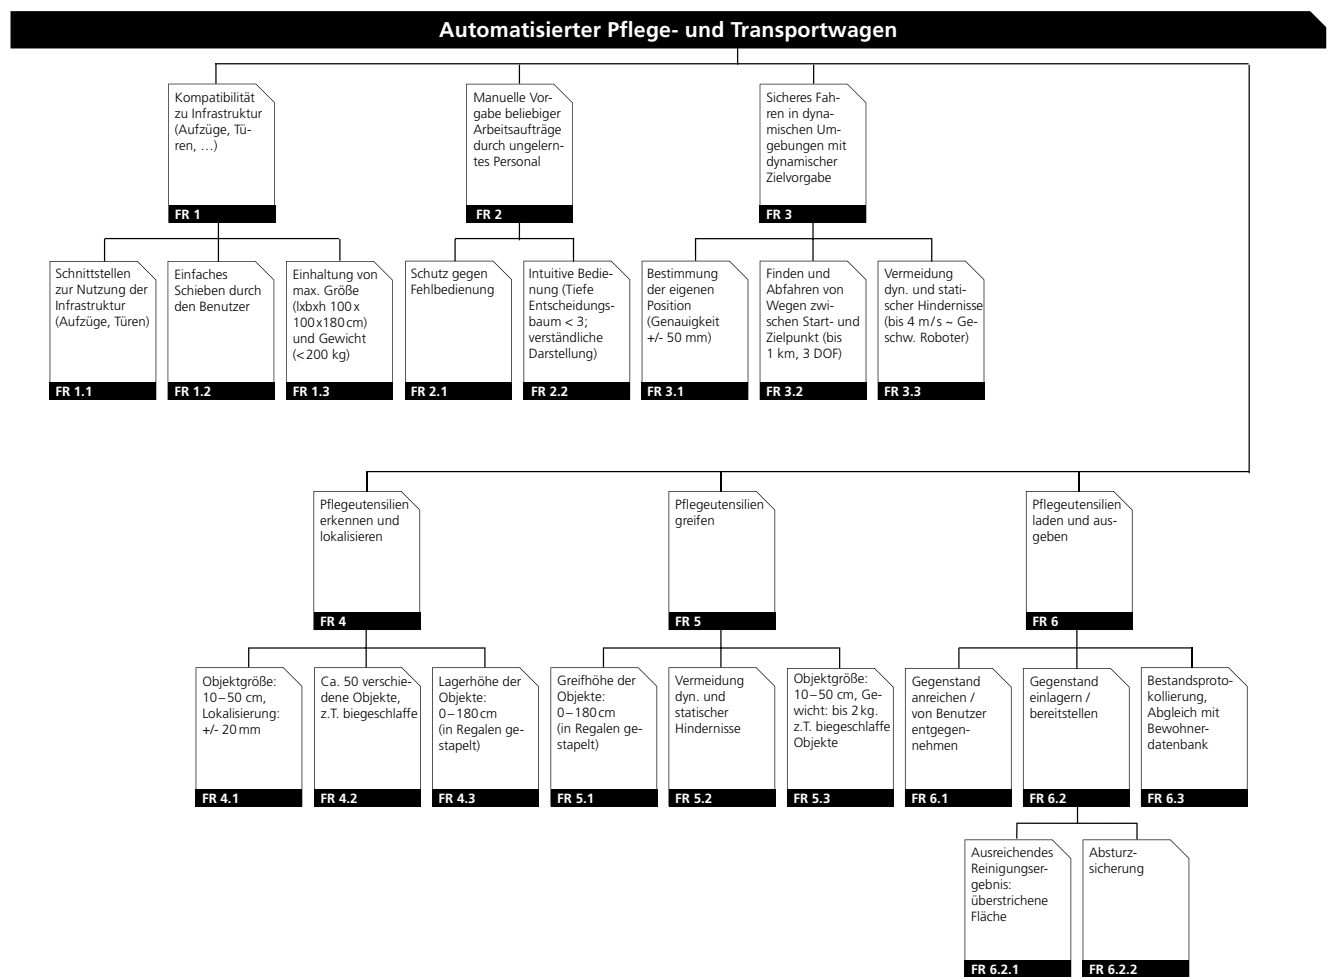 Automatisierter Pflege- und Transportwagen
Kompatibilität
zu Infrastruktur
(Aufzüge, Tü-
ren, …)
FR 1
Manuelle Vor-
gabe beliebiger
Arbeitsaufträge
durch ungelern-
tes Personal
FR 2
Sicheres Fah-
ren in dyna-
mischen Um-
gebungen mit
dynamischer
Zielvorgabe
FR 3
Schnittstellen
zur Nutzung der
Infrastruktur
(Aufzüge, Türen)
FR 1.1
Einfaches
Schieben durch
den Benutzer
FR 1.2
Einhaltung von
max. Größe
(lxbxh 100 x
100 x 180 cm)
und Gewicht
(< 200 kg)
FR 1.3
Schutz gegen
Fehlbedienung
FR 2.1
Intuitive Bedie-
nung (Tiefe
Entscheidungs-
baum < 3;
verständliche
Darstellung)
FR 2.2
Bestimmung
der eigenen
Position
(Genauigkeit
+/- 50 mm)
FR 3.1
Finden und
Abfahren von
Wegen zwi-
schen Start- und
Zielpunkt (bis
1 km, 3 DOF)
FR 3.2
Vermeidung
dyn. und stati-
scher Hindernisse
(bis 4 m/s ~ Ge-
schw. Roboter)
FR 3.3
Pflegeutensilien
erkennen und
lokalisieren
FR 4
Pflegeutensilien
greifen
FR 5
Pflegeutensilien
laden und aus-
geben
FR 6
Objektgröße:
10–50 cm,
Lokalisierung:
+/- 20 mm
FR 4.1
Ca. 50 verschie-
dene Objekte,
z.T. biegeschlaffe
FR 4.2
Lagerhöhe der
Objekte:
0–180 cm
(in Regalen ge-
stapelt)
FR 4.3
Greifhöhe der
Objekte:
0–180 cm
(in Regalen ge-
stapelt)
FR 5.1
Vermeidung
dyn. und
statischer
Hindernisse
FR 5.2
Objektgröße:
10–50 cm, Ge-
wicht: bis 2 kg.
z.T. biegeschlaffe
Objekte
FR 5.3
Gegenstand
anreichen /
von Benutzer
entgegen-
nehmen
FR 6.1
Gegenstand
einlagern /
bereitstellen
FR 6.2
Bestandsproto-
kollierung,
Abgleich mit
Bewohner-
datenbank
FR 6.3
Ausreichendes
Reinigungser-
gebnis:
überstrichene
Fläche
FR 6.2.1
Absturz-
sicherung
FR 6.2.2